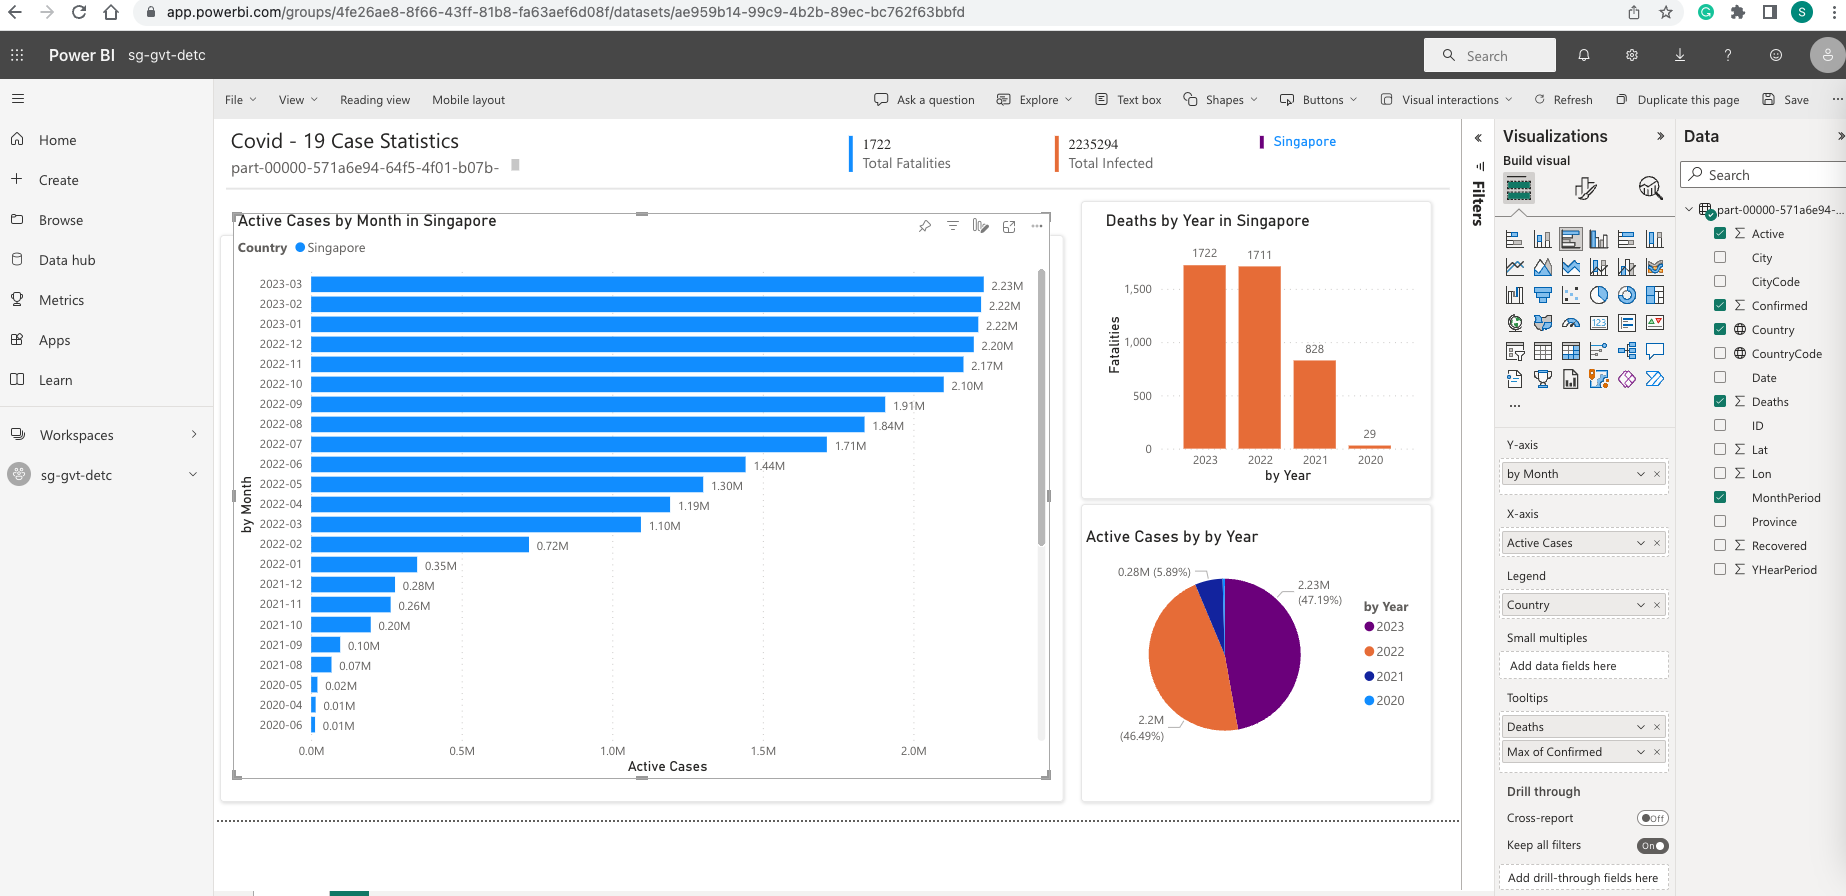 app.powerbi.com/groups/4fe26ae8-8f66-43ff-81b8-fa63aef6d08f/datasets/ae959b14-99c9-4b2b-89ec-bc762f63bbfd
S
Power BI sg-gvt-detc
Search
?
File View Reading view Mobile layout
Ask a question Explore Text box Shapes Buttons Visual interactions Refresh Duplicate this page Save ...
Home
Create
Browse
Data hub
Metrics
Apps
Learn
Workspaces
sg-gvt-detc
Covid - 19 Case Statistics
part-00000-571a6e94-64f5-4f01-b07b-
1722
Total Fatalities
2235294
Total Infected
Singapore
Active Cases by Month in Singapore
Country Singapore
by Month
2023-03 2.23M
2023-02 2.22M
2023-01 2.22M
2022-12 2.20M
2022-11 2.17M
2022-10 2.10M
2022-09 1.91M
2022-08 1.84M
2022-07 1.71M
2022-06 1.44M
2022-05 1.30M
2022-04 1.19M
2022-03 1.10M
2022-02 0.72M
2022-01 0.35M
2021-12 0.28M
2021-11 0.26M
2021-10 0.20M
2021-09 0.10M
2021-08 0.07M
2020-05 0.02M
2020-04 0.01M
2020-06 0.01M
0.0M 0.5M 1.0M 1.5M 2.0M
Active Cases
Deaths by Year in Singapore
Fatalities
1722 1711 828 29
1,500
1,000
500
0
2023 2022 2021 2020
by Year
Active Cases by by Year
0.28M (5.89%)
2.23M
(47.19%)
2.2M
(46.49%)
by Year
2023
2022
2021
2020
Filters
Visualizations
Build visual
123
...
Y-axis
by Month
X-axis
Active Cases
Legend
Country
Small multiples
Add data fields here
Tooltips
Deaths
Max of Confirmed
Drill through
Cross-report Off
Keep all filters On
Add drill-through fields here
Data
Search
part-00000-571a6e94-...
Σ Active
City
CityCode
Σ Confirmed
Country
CountryCode
Date
Σ Deaths
ID
Σ Lat
Σ Lon
MonthPeriod
Province
Σ Recovered
Σ YHearPeriod